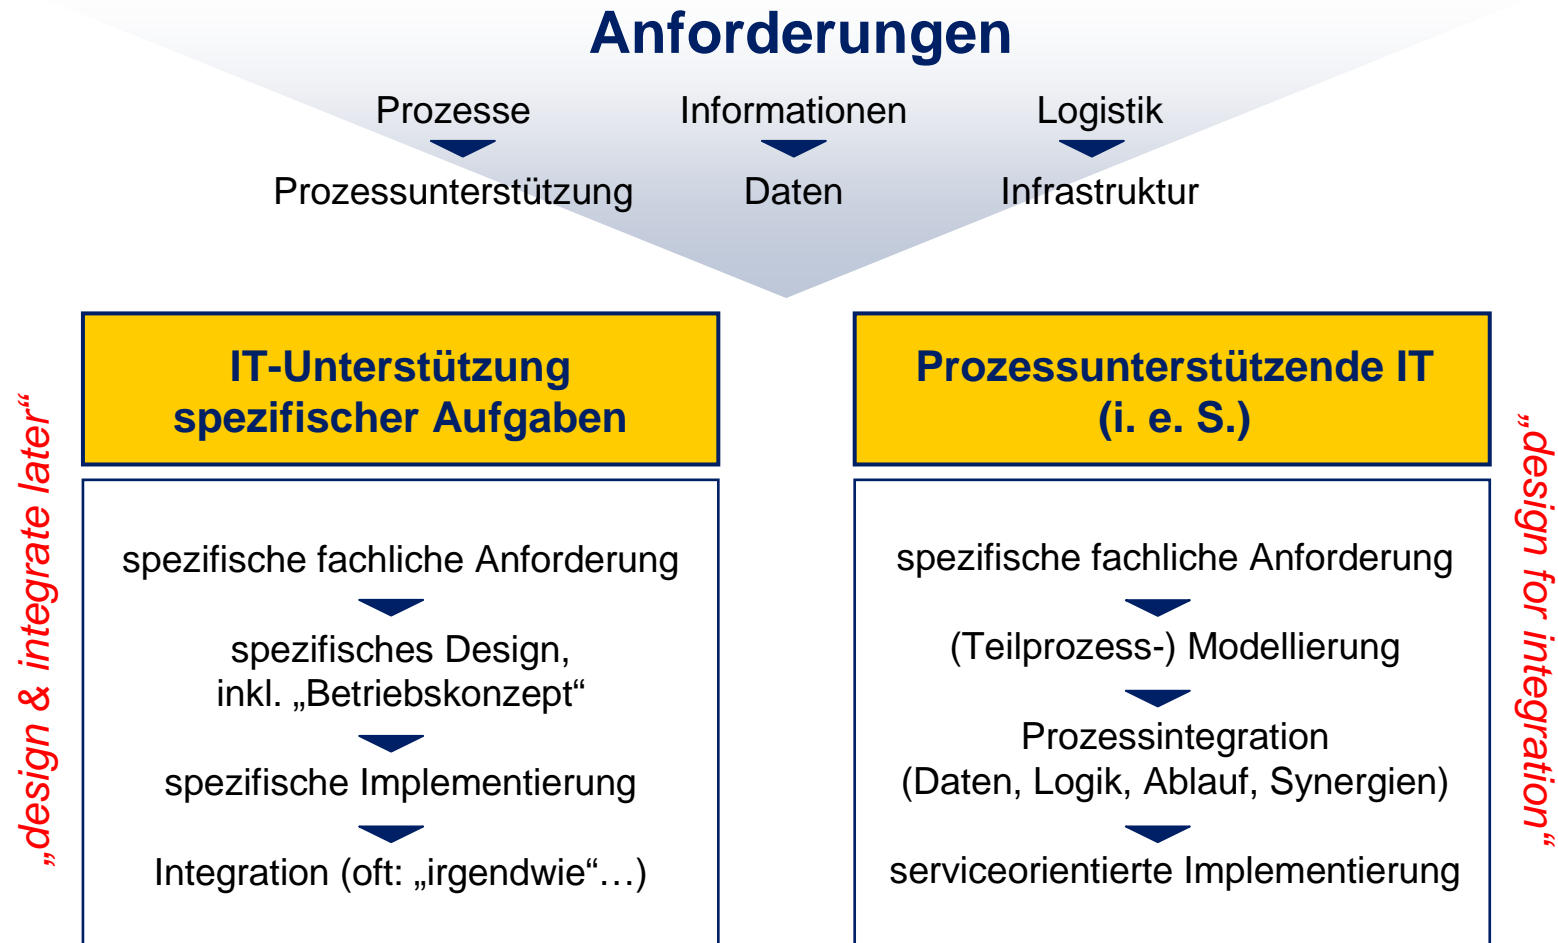 Anforderungen
Prozesse Informationen Logistik
Prozessunterstützung Daten Infrastruktur
„design & integrate later“
IT-Unterstützung
spezifischer Aufgaben
spezifische fachliche Anforderung
spezifisches Design,
inkl. „Betriebskonzept“
spezifische Implementierung
Integration (oft: „irgendwie“…)
Prozessunterstützende IT
(i. e. S.)
spezifische fachliche Anforderung
(Teilprozess-) Modellierung
Prozessintegration
(Daten, Logik, Ablauf, Synergien)
serviceorientierte Implementierung
„design for integration“